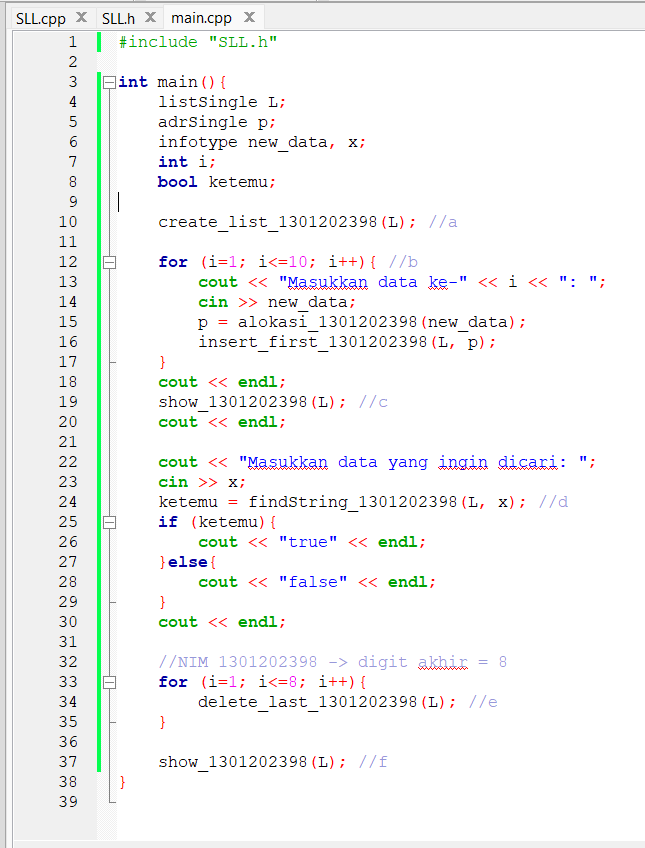 SLL.cpp SLL.h main.cpp
1 #include "SLL.h"
2
3 int main(){
4     listSingle L;
5     adrSingle p;
6     infotype new_data, x;
7     int i;
8     bool ketemu;
9
10     create_list_1301202398(L); //a
11
12     for (i=1; i<=10; i++){ //b
13         cout << "Masukkan data ke-" << i << ": ";
14         cin >> new_data;
15         p = alokasi_1301202398(new_data);
16         insert_first_1301202398(L, p);
17     }
18     cout << endl;
19     show_1301202398(L); //c
20     cout << endl;
21
22     cout << "Masukkan data yang ingin dicari: ";
23     cin >> x;
24     ketemu = findString_1301202398(L, x); //d
25     if (ketemu){
26         cout << "true" << endl;
27     }else{
28         cout << "false" << endl;
29     }
30     cout << endl;
31
32     //NIM 1301202398 -> digit akhir = 8
33     for (i=1; i<=8; i++){
34         delete_last_1301202398(L); //e
35     }
36
37     show_1301202398(L); //f
38 }
39